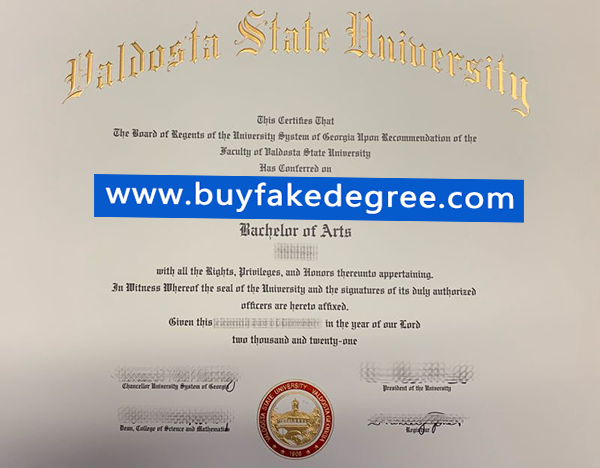 Valdosta State University
This Certifies That
The Board of Regents of the University System of Georgia Upon Recommendation of the
Faculty of Valdosta State University
Has Conferred on
www.buyfakedegree.com
Bachelor of Arts
with all the Rights, Privileges, and Honors thereunto appertaining.
In Witness Whereof the seal of the University and the signatures of its duly authorized
officers are hereto affixed.
Given this in the year of our Lord
two thousand and twenty-one
Chancellor University System of Georgia
President of the University
Dean, College of Science and Mathematics
Registrar
VALDOSTA STATE UNIVERSITY · VALDOSTA GEORGIA
1906